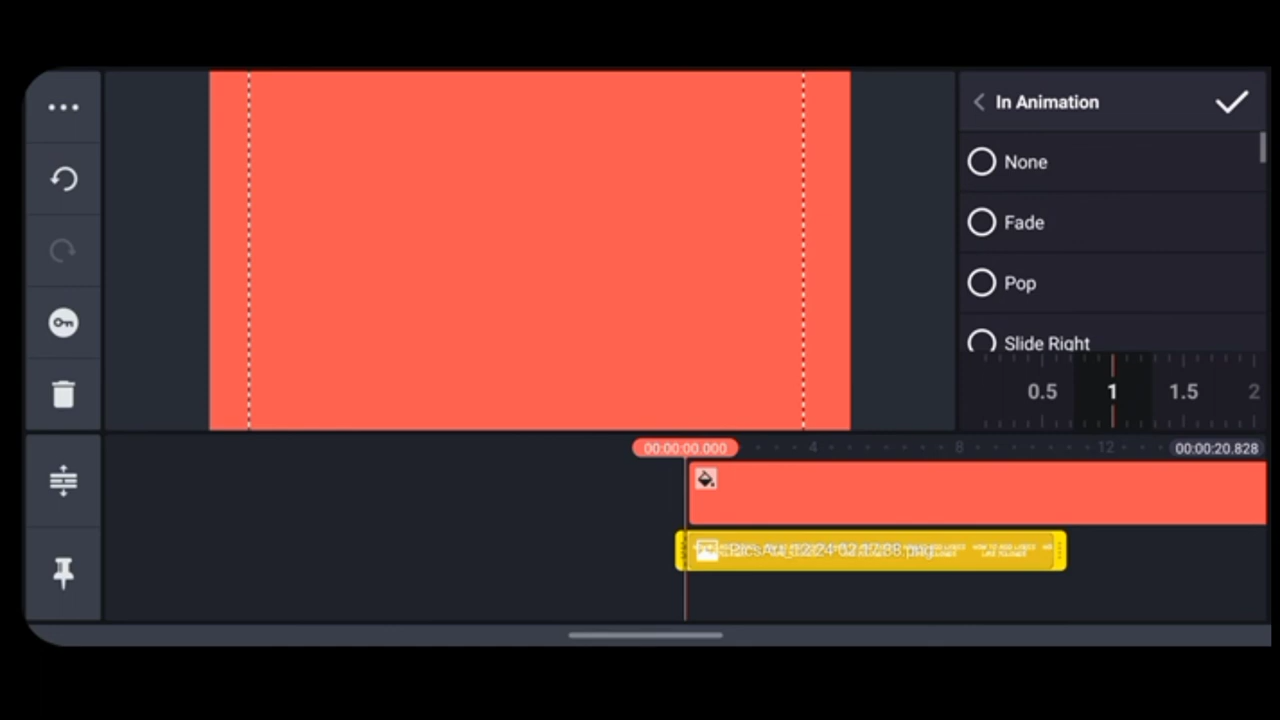 In Animation
None
Fade
Pop
Slide Right
0.5 1 1.5 2
00:00:00.000 4 8 12 00:00:20.828